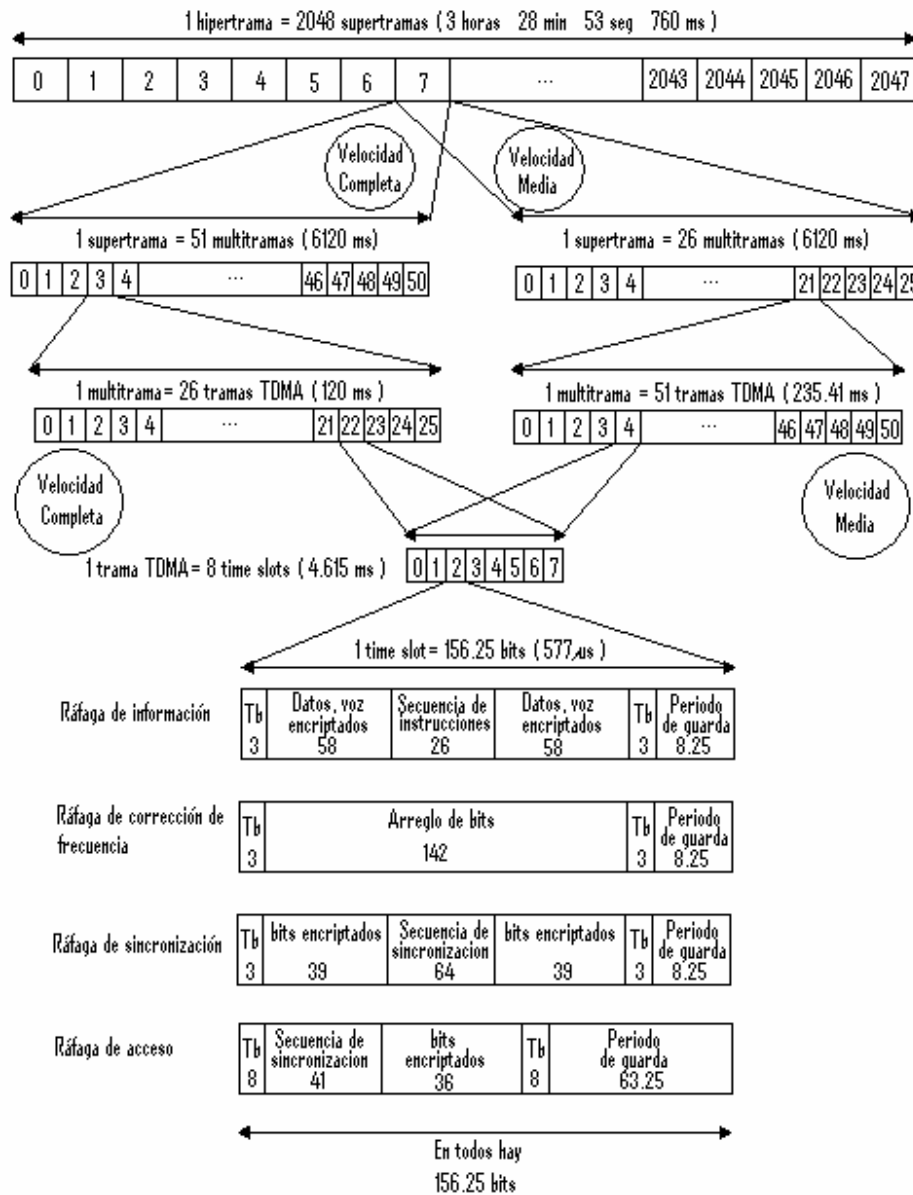 1 hipertrama = 2048 supertramas ( 3 horas 28 min 53 seg 760 ms )
0 1 2 3 4 5 6 7 ... 2043 2044 2045 2046 2047
Velocidad
Completa
Velocidad
Media
1 supertrama = 51 multitramas ( 6120 ms)
1 supertrama = 26 multitramas ( 6120 ms)
0 1 2 3 4 ... 46 47 48 49 50
0 1 2 3 4 ... 21 22 23 24 25
1 multitrama = 26 tramas TDMA ( 120 ms )
1 multitrama = 51 tramas TDMA ( 235.41 ms )
0 1 2 3 4 ... 21 22 23 24 25
0 1 2 3 4 ... 46 47 48 49 50
Velocidad
Completa
Velocidad
Media
1 trama TDMA = 8 time slots ( 4.615 ms )
0 1 2 3 4 5 6 7
1 time slot = 156.25 bits ( 577 µs )
Ráfaga de información
Tb
3
Datos, voz
encriptados
58
Secuencia de
instrucciones
26
Datos, voz
encriptados
58
Tb
3
Periodo
de guarda
8.25
Ráfaga de corrección de
frecuencia
Tb
3
Arreglo de bits
142
Tb
3
Periodo
de guarda
8.25
Ráfaga de sincronización
Tb
3
bits encriptados
39
Secuencia de
sincronizacion
64
bits encriptados
39
Tb
3
Periodo
de guarda
8.25
Ráfaga de acceso
Tb
8
Secuencia de
sincronizacion
41
bits
encriptados
36
Tb
8
Periodo
de guarda
63.25
En todos hay
156.25 bits